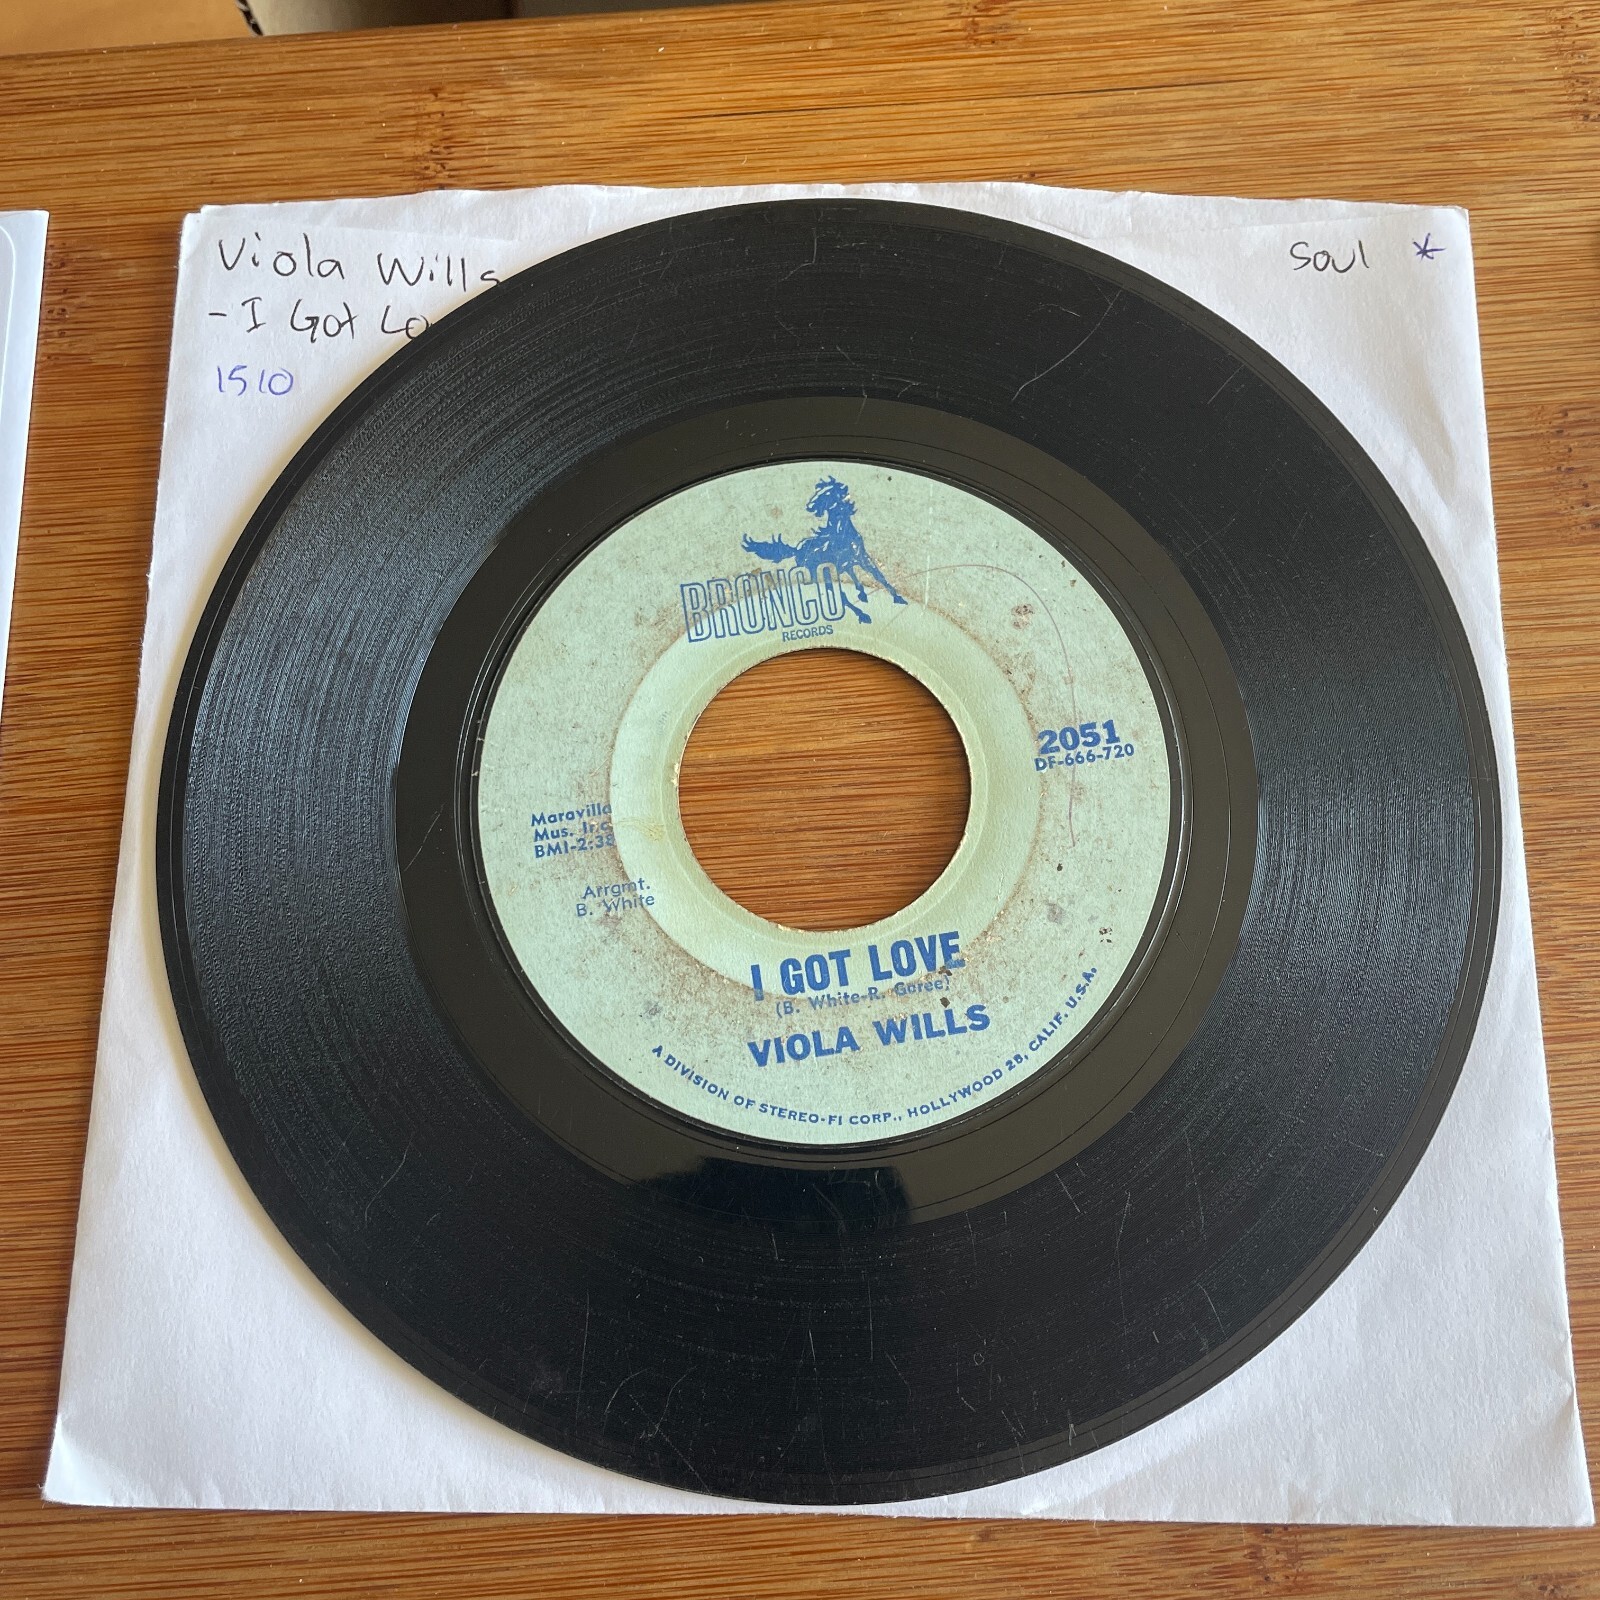 Viola Wills
- I Got Lo
1510
Soul *
BRONCO
RECORDS
2051
DF-666-720
Maravilla
Mus. Inc
BMI-2:38
Arrgmt.
B. White
I GOT LOVE
(B. White-R. Goree)
VIOLA WILLS
A DIVISION OF STEREO-FI CORP., HOLLYWOOD 28, CALIF. U.S.A.